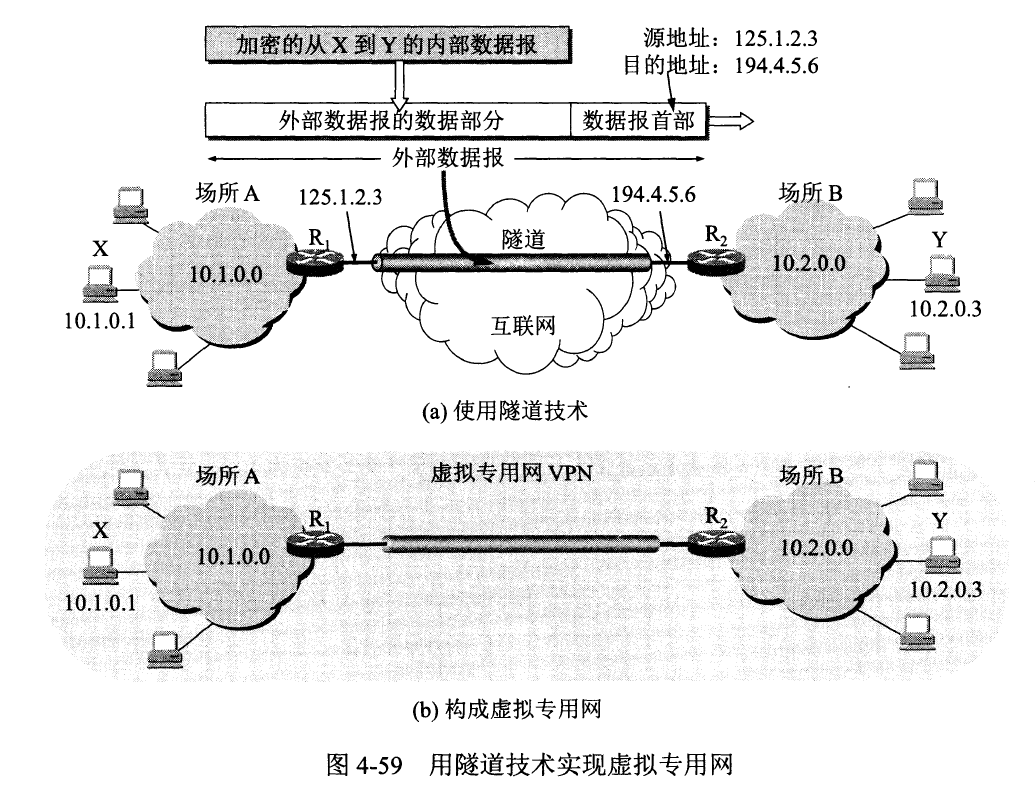 加密的从 X 到 Y 的内部数据报
源地址：125.1.2.3
目的地址：194.4.5.6
外部数据报的数据部分
数据报首部
外部数据报
场所 A
125.1.2.3
194.4.5.6
场所 B
X
R1
隧道
R2
Y
10.1.0.0
10.2.0.0
10.1.0.1
互联网
10.2.0.3
(a) 使用隧道技术
场所 A
虚拟专用网 VPN
场所 B
X
R1
R2
Y
10.1.0.0
10.2.0.0
10.1.0.1
10.2.0.3
(b) 构成虚拟专用网
图 4-59 用隧道技术实现虚拟专用网